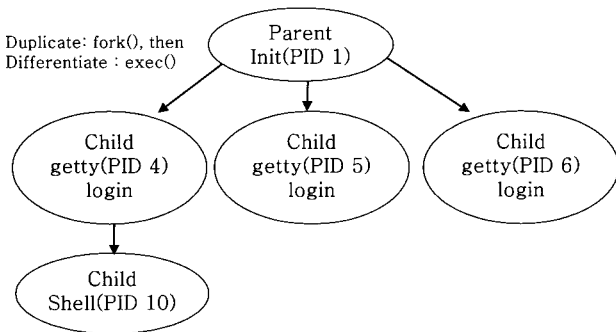 Parent
Init(PID 1)
Duplicate: fork(), then
Differentiate : exec()
Child
getty(PID 4)
login
Child
getty(PID 5)
login
Child
getty(PID 6)
login
Child
Shell(PID 10)